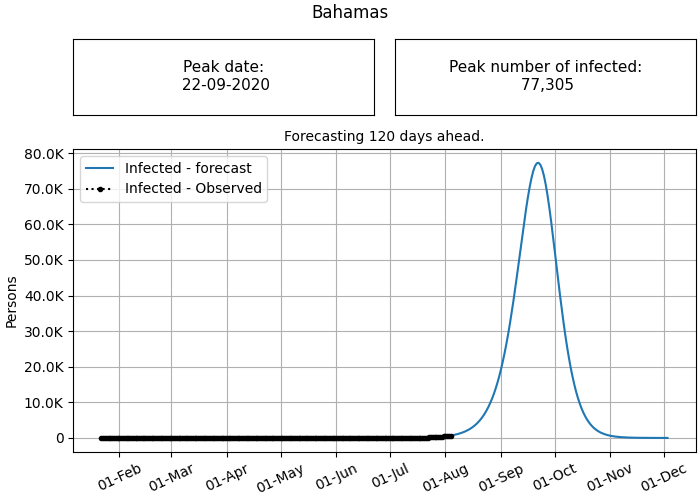 Bahamas
Peak date:
22-09-2020
Peak number of infected:
77,305
Forecasting 120 days ahead.
Infected - forecast
Infected - Observed
Persons
80.0K
70.0K
60.0K
50.0K
40.0K
30.0K
20.0K
10.0K
0
01-Feb
01-Mar
01-Apr
01-May
01-Jun
01-Jul
01-Aug
01-Sep
01-Oct
01-Nov
01-Dec